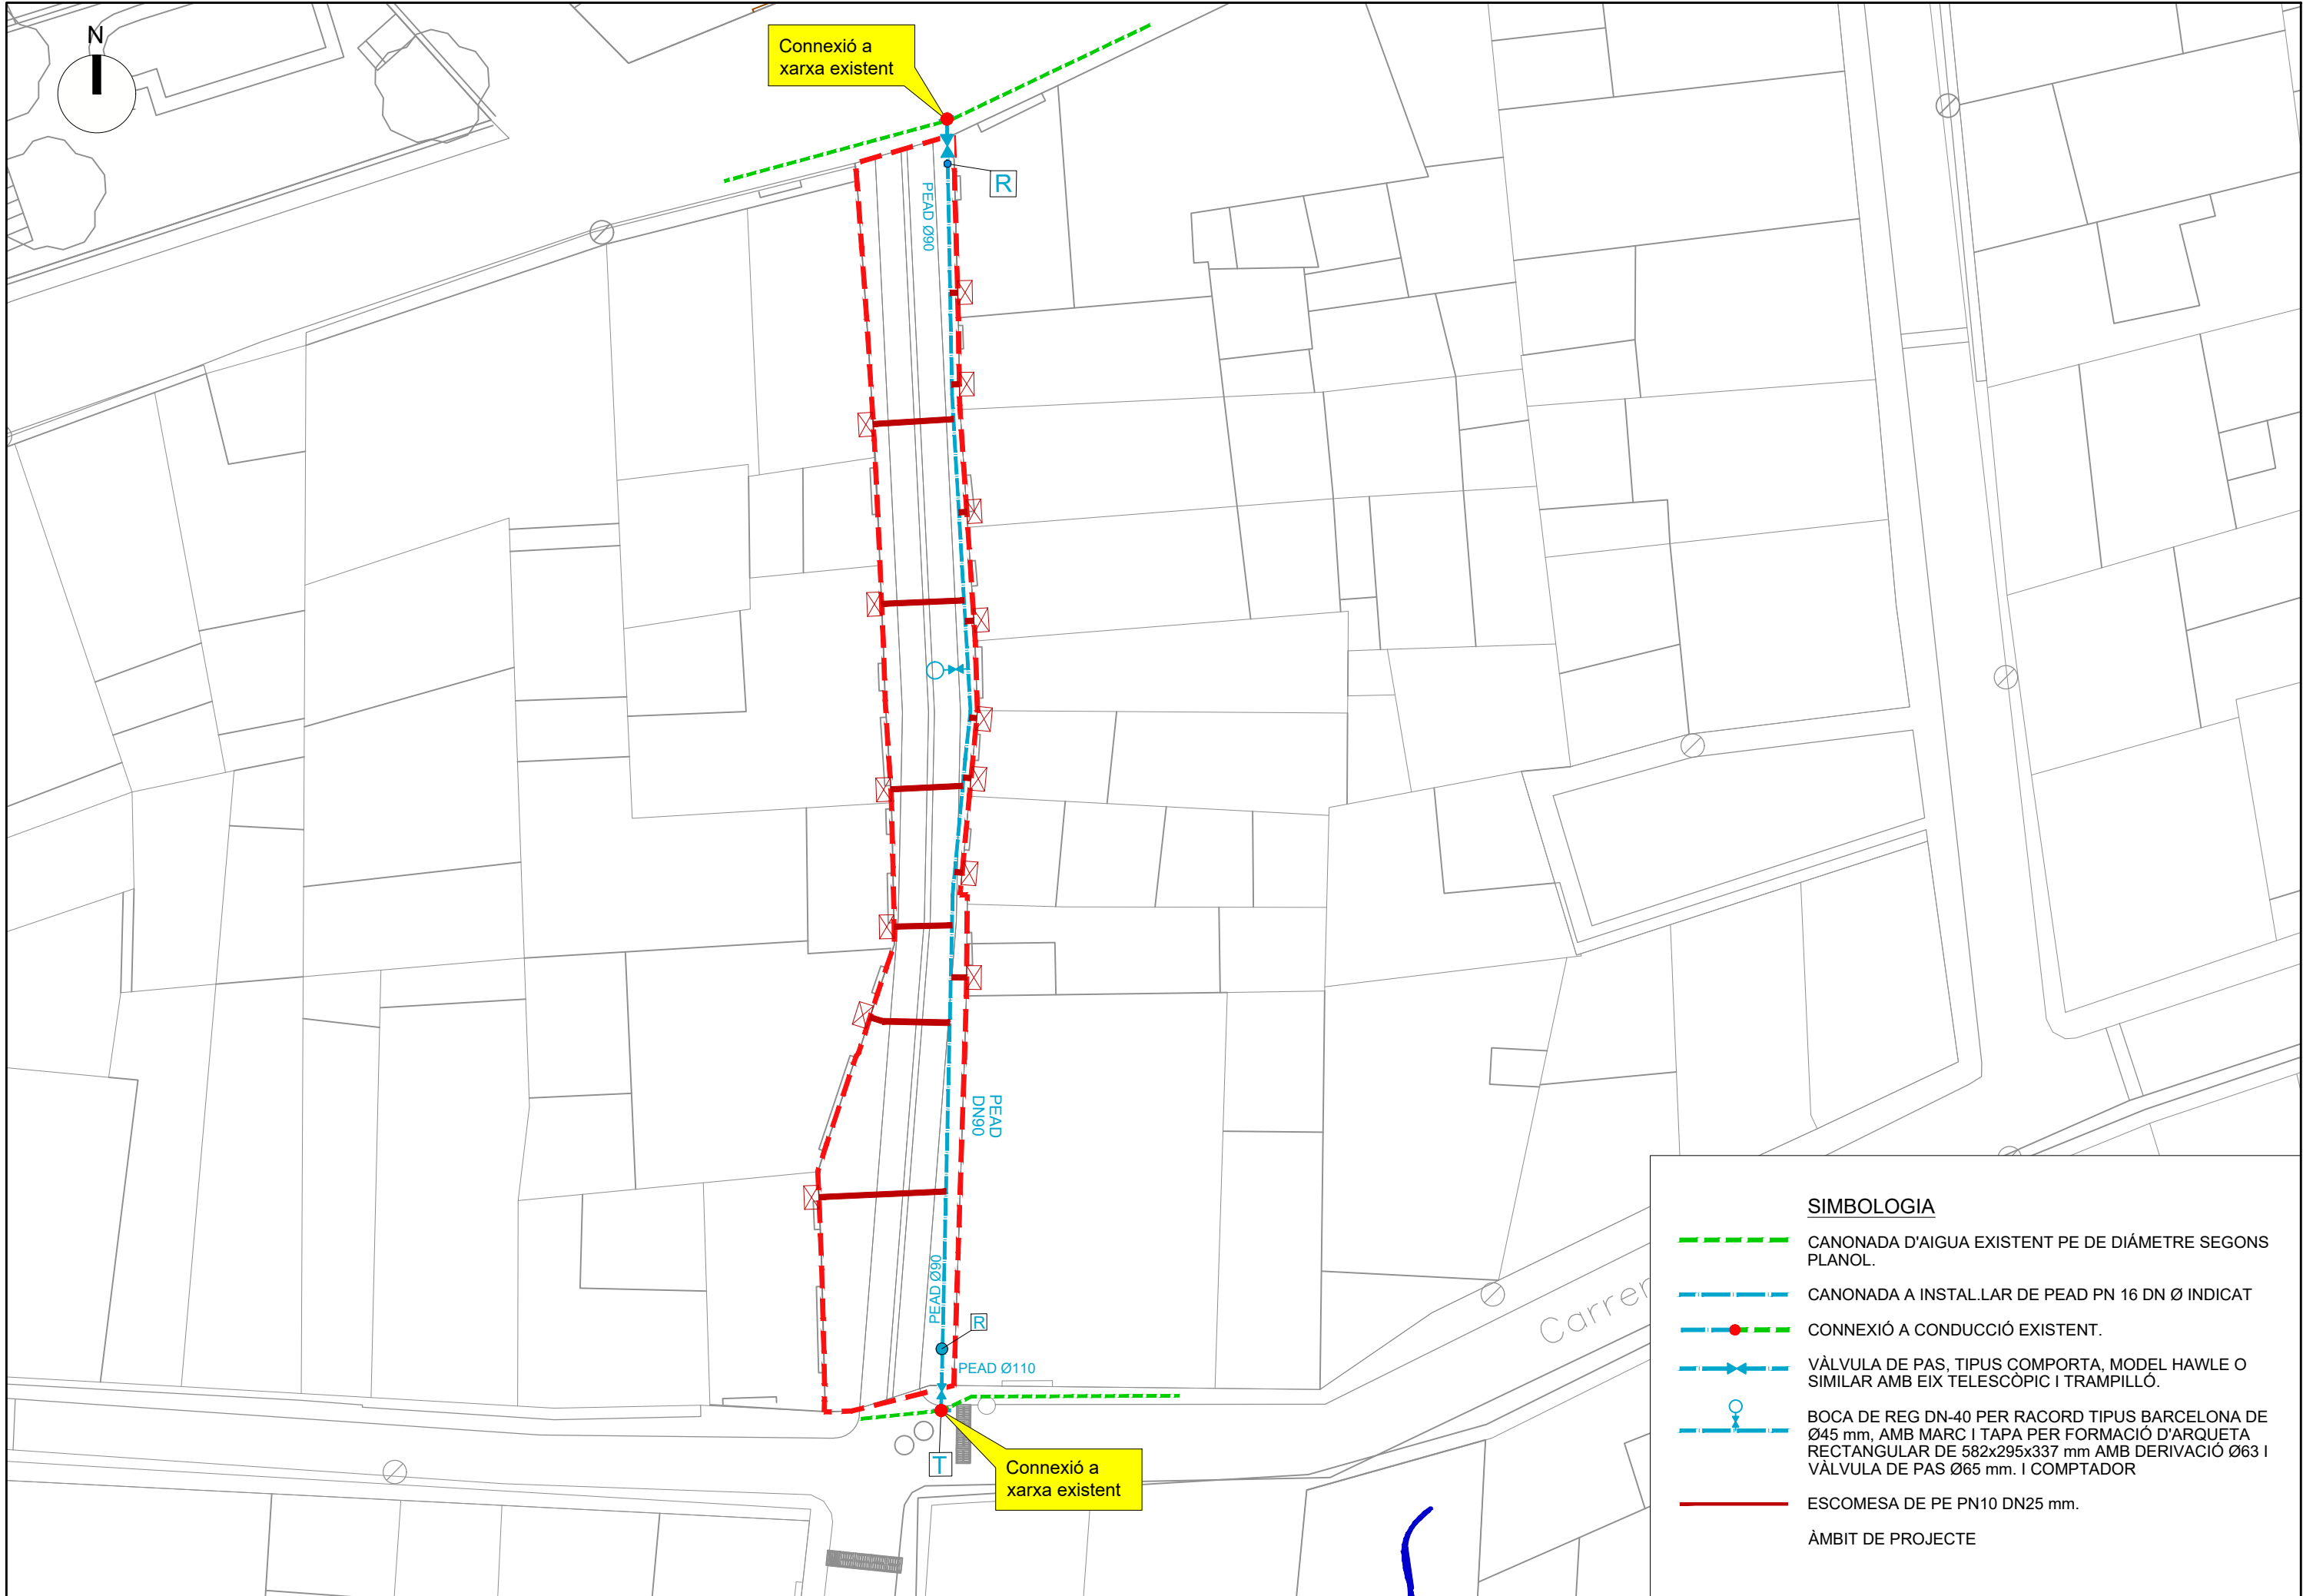 N
Connexió a
xarxa existent
R
PEAD Ø90
PEAD
DN90
PEAD Ø90
R
PEAD Ø110
T
Connexió a
xarxa existent
Carrer
SIMBOLOGIA
CANONADA D'AIGUA EXISTENT PE DE DIÁMETRE SEGONS
PLANOL.
CANONADA A INSTAL.LAR DE PEAD PN 16 DN Ø INDICAT
CONNEXIÓ A CONDUCCIÓ EXISTENT.
VÀLVULA DE PAS, TIPUS COMPORTA, MODEL HAWLE O
SIMILAR AMB EIX TELESCÒPIC I TRAMPILLÓ.
BOCA DE REG DN-40 PER RACORD TIPUS BARCELONA DE
Ø45 mm, AMB MARC I TAPA PER FORMACIÓ D'ARQUETA
RECTANGULAR DE 582x295x337 mm AMB DERIVACIÓ Ø63 I
VÀLVULA DE PAS Ø65 mm. I COMPTADOR
ESCOMESA DE PE PN10 DN25 mm.
ÀMBIT DE PROJECTE